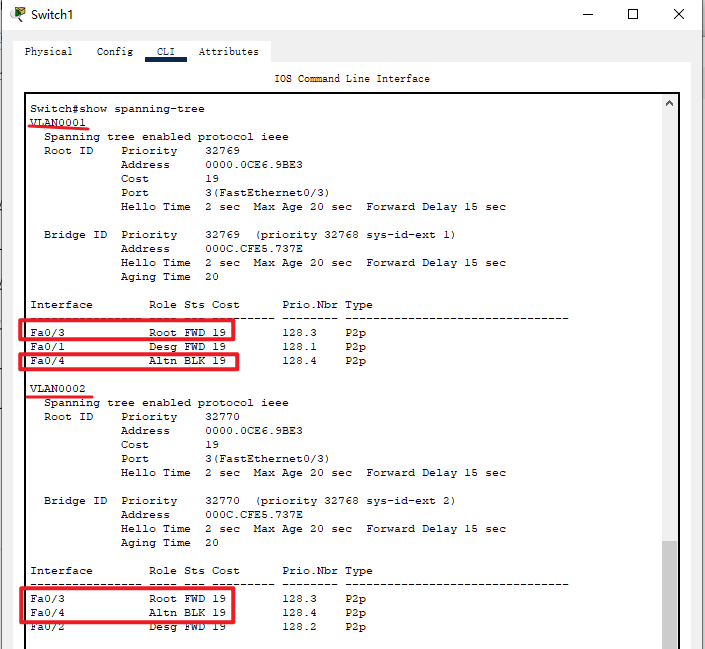 Switch1
Physical Config CLI Attributes
IOS Command Line Interface
Switch#show spanning-tree
VLAN0001
Spanning tree enabled protocol ieee
Root ID Priority 32769
Address 0000.0CE6.9BE3
Cost 19
Port 3(FastEthernet0/3)
Hello Time 2 sec Max Age 20 sec Forward Delay 15 sec
Bridge ID Priority 32769 (priority 32768 sys-id-ext 1)
Address 000C.CFE5.737E
Hello Time 2 sec Max Age 20 sec Forward Delay 15 sec
Aging Time 20
Interface Role Sts Cost Prio.Nbr Type
---------------- ---- --- --------- -------- --------------------------------
Fa0/3 Root FWD 19 128.3 P2p
Fa0/1 Desg FWD 19 128.1 P2p
Fa0/4 Altn BLK 19 128.4 P2p
VLAN0002
Spanning tree enabled protocol ieee
Root ID Priority 32770
Address 0000.0CE6.9BE3
Cost 19
Port 3(FastEthernet0/3)
Hello Time 2 sec Max Age 20 sec Forward Delay 15 sec
Bridge ID Priority 32770 (priority 32768 sys-id-ext 2)
Address 000C.CFE5.737E
Hello Time 2 sec Max Age 20 sec Forward Delay 15 sec
Aging Time 20
Interface Role Sts Cost Prio.Nbr Type
---------------- ---- --- --------- -------- --------------------------------
Fa0/3 Root FWD 19 128.3 P2p
Fa0/4 Altn BLK 19 128.4 P2p
Fa0/2 Desg FWD 19 128.2 P2p